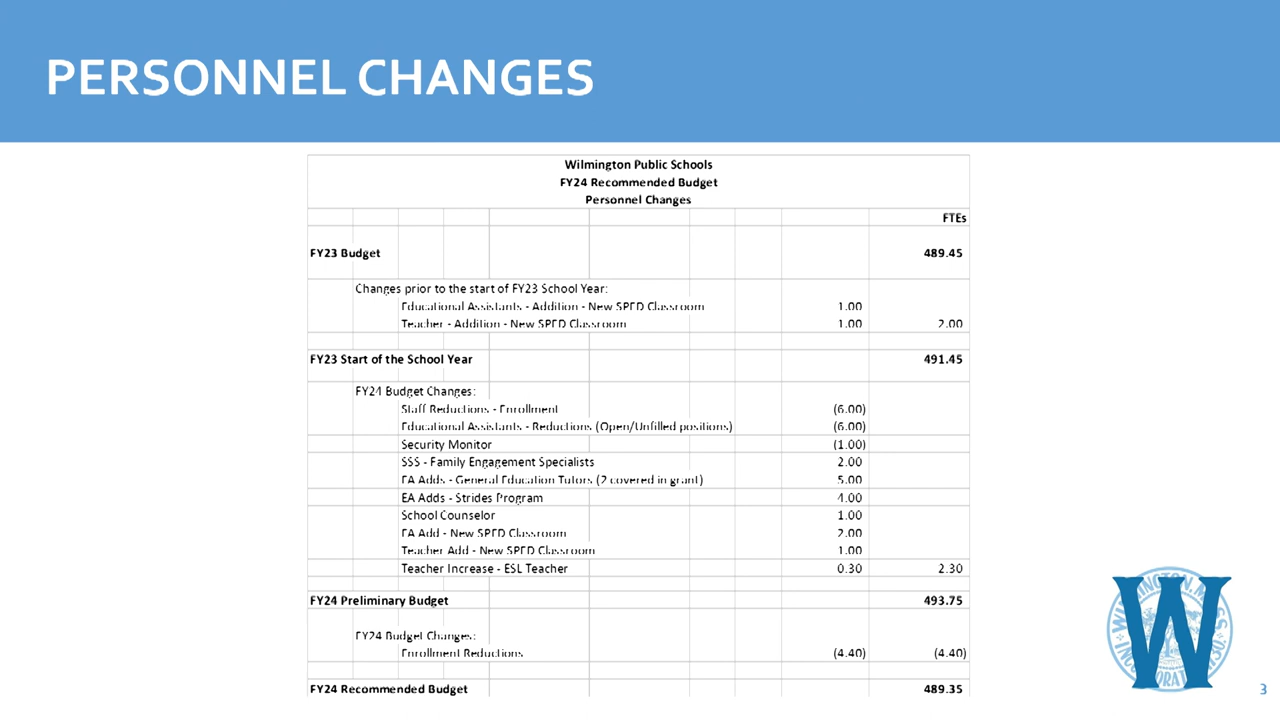 PERSONNEL CHANGES
Wilmington Public Schools
FY24 Recommended Budget
Personnel Changes
FTEs
FY23 Budget 489.45
Changes prior to the start of FY23 School Year:
Educational Assistants - Addition - New SPED Classroom 1.00
Teacher - Addition - New SPED Classroom 1.00 2.00
FY23 Start of the School Year 491.45
FY24 Budget Changes:
Staff Reductions - Enrollment (6.00)
Educational Assistants - Reductions (Open/Unfilled positions) (6.00)
Security Monitor (1.00)
SSS - Family Engagement Specialists 2.00
EA Adds - General Education Tutors (2 covered in grant) 5.00
EA Adds - Strides Program 4.00
School Counselor 1.00
EA Add - New SPED Classroom 2.00
Teacher Add - New SPED Classroom 1.00
Teacher Increase - ESL Teacher 0.30 2.30
FY24 Preliminary Budget 493.75
FY24 Budget Changes:
Enrollment Reductions (4.40) (4.40)
FY24 Recommended Budget 489.35
W
3